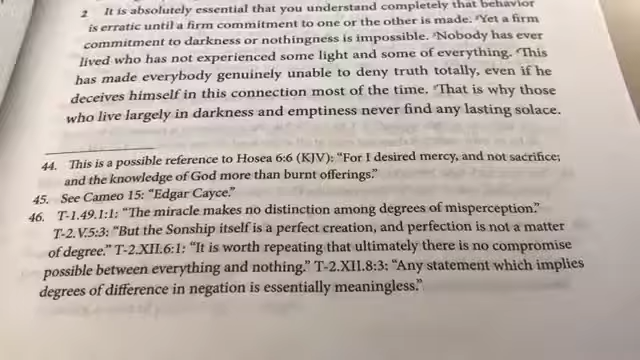 2 It is absolutely essential that you understand completely that behavior
is erratic until a firm commitment to one or the other is made. ²Yet a firm
commitment to darkness or nothingness is impossible. ³Nobody has ever
lived who has not experienced some light and some of everything. ⁴This
has made everybody genuinely unable to deny truth totally, even if he
deceives himself in this connection most of the time. ⁵That is why those
who live largely in darkness and emptiness never find any lasting solace.
44. This is a possible reference to Hosea 6:6 (KJV): “For I desired mercy, and not sacrifice;
and the knowledge of God more than burnt offerings.”
45. See Cameo 15: “Edgar Cayce.”
46. T-1.49.1:1: “The miracle makes no distinction among degrees of misperception.”
T-2.V.5:3: “But the Sonship itself is a perfect creation, and perfection is not a matter
of degree.” T-2.XII.6:1: “It is worth repeating that ultimately there is no compromise
possible between everything and nothing.” T-2.XII.8:3: “Any statement which implies
degrees of difference in negation is essentially meaningless.”